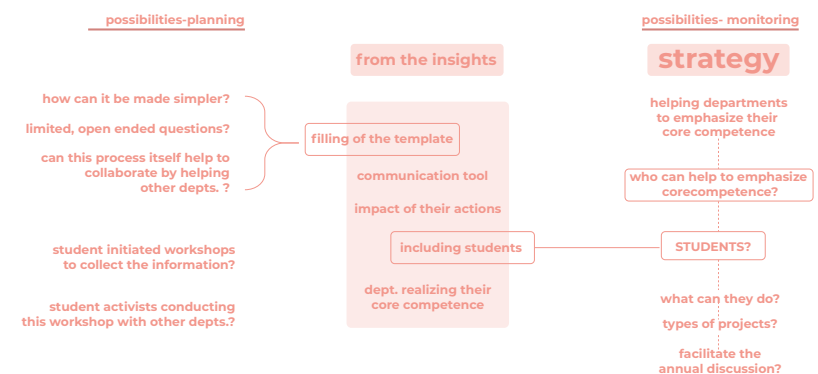 possibilities-planning
how can it be made simpler?
limited, open ended questions?
can this process itself help to
collaborate by helping
other depts. ?
student initiated workshops
to collect the information?
student activists conducting
this workshop with other depts.?
from the insights
filling of the template
communication tool
impact of their actions
including students
dept. realizing their
core competence
possibilities- monitoring
strategy
helping departments
to emphasize their
core competence
who can help to emphasize
corecompetence?
STUDENTS?
what can they do?
types of projects?
facilitate the
annual discussion?